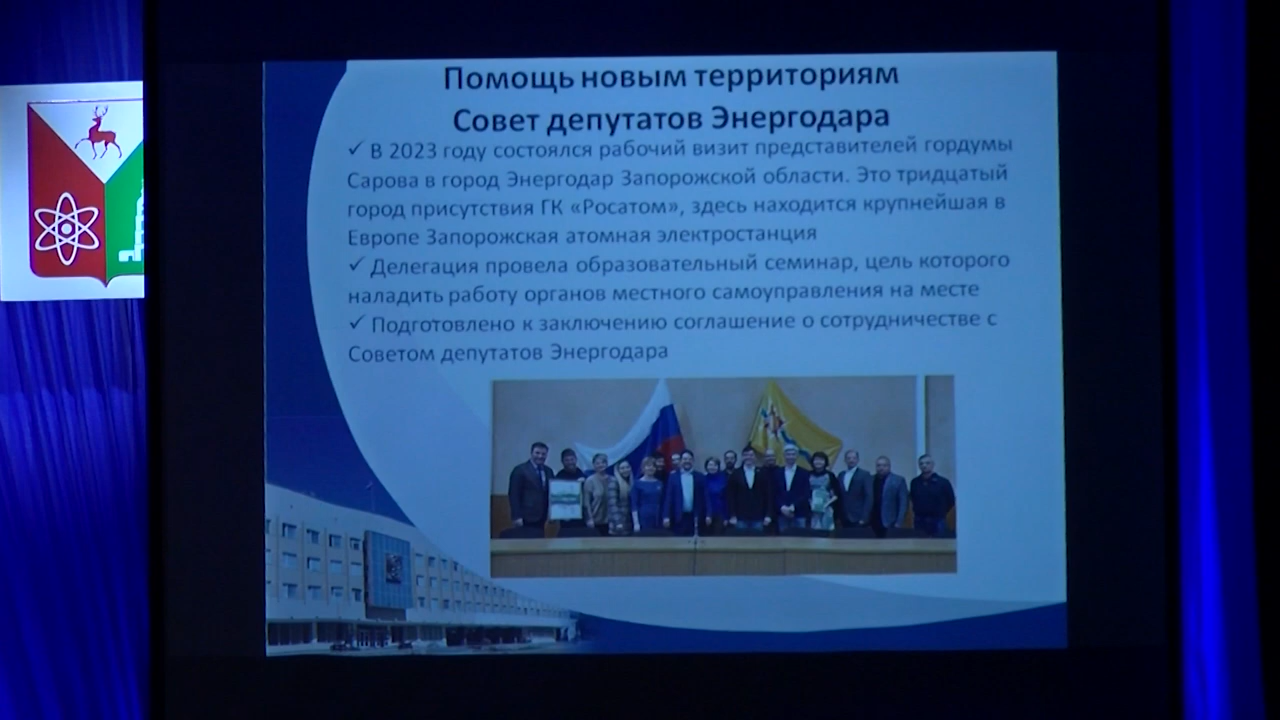 Помощь новым территориям
Совет депутатов Энергодара
✓ В 2023 году состоялся рабочий визит представителей гордумы
Сарова в город Энергодар Запорожской области. Это тридцатый
город присутствия ГК «Росатом», здесь находится крупнейшая в
Европе Запорожская атомная электростанция
✓ Делегация провела образовательный семинар, цель которого
наладить работу органов местного самоуправления на месте
✓ Подготовлено к заключению соглашение о сотрудничестве с
Советом депутатов Энергодара